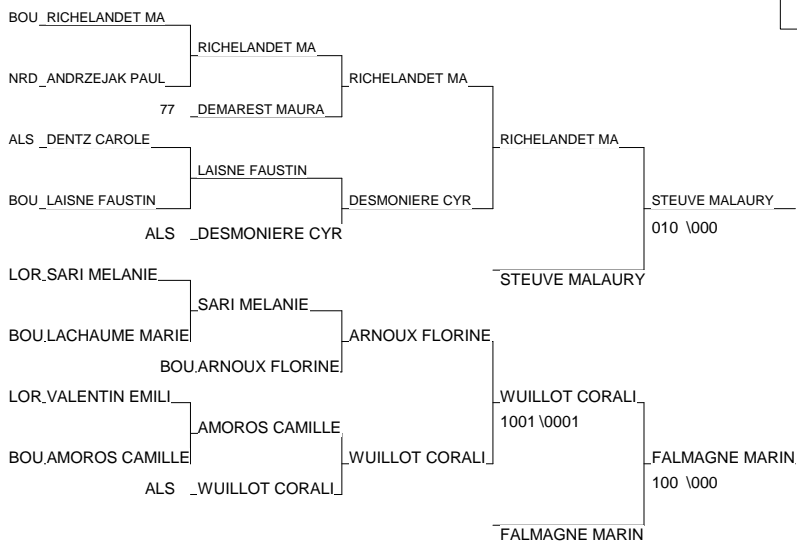 BOU RICHELANDET MA
RICHELANDET MA
NRD ANDRZEJAK PAUL
RICHELANDET MA
77 DEMAREST MAURA
ALS DENTZ CAROLE
RICHELANDET MA
LAISNE FAUSTIN
BOU LAISNE FAUSTIN
DESMONIERE CYR
STEUVE MALAURY
ALS DESMONIERE CYR
010 \000
LOR SARI MELANIE
STEUVE MALAURY
SARI MELANIE
BOU LACHAUME MARIE
ARNOUX FLORINE
BOU ARNOUX FLORINE
LOR VALENTIN EMILI
WUILLOT CORALI
1001 \0001
AMOROS CAMILLE
BOU AMOROS CAMILLE
WUILLOT CORALI
FALMAGNE MARIN
ALS WUILLOT CORALI
100 \000
FALMAGNE MARIN